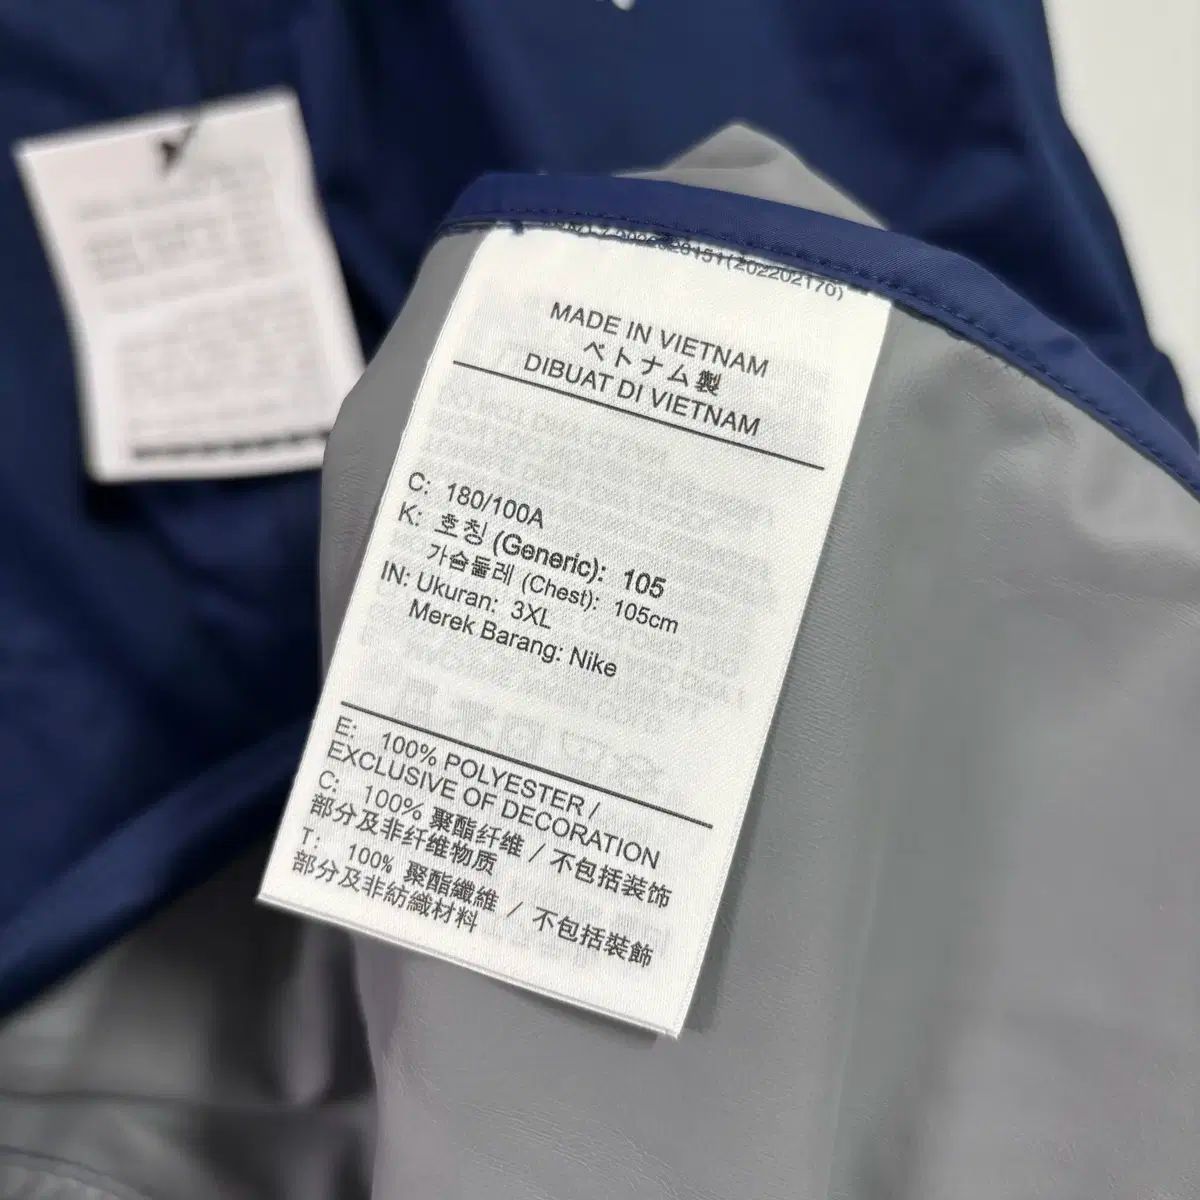 (202202170)
MADE IN VIETNAM
ベトナム製
DIBUAT DI VIETNAM
C: 180/100A
K: 호칭 (Generic): 105
가슴둘레 (Chest): 105cm
IN: Ukuran: 3XL
Merek Barang: Nike
E: 100% POLYESTER /
EXCLUSIVE OF DECORATION
C: 100% 聚酯纤维 / 不包括装饰
部分及非纤维物质
T: 100% 聚酯纖維 / 不包括裝飾
部分及非紡織材料